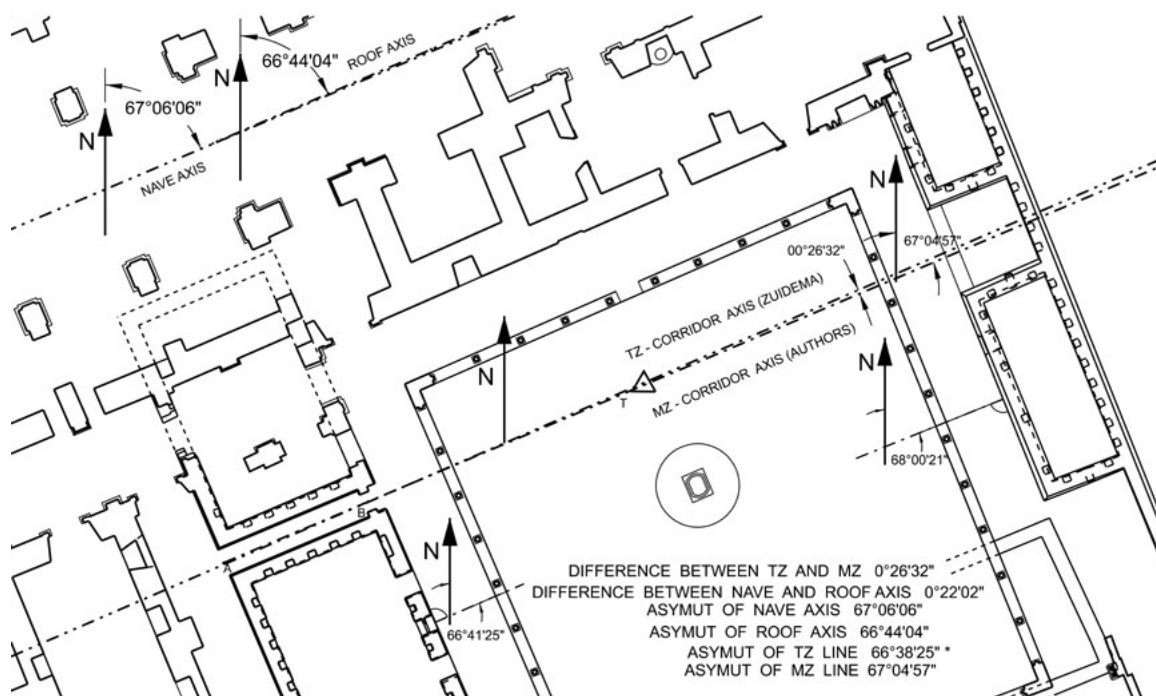 66°44'04"
ROOF AXIS
N
67°06'06"
N
NAVE AXIS
N
67°04'57"
00°26'32"
TZ - CORRIDOR AXIS (ZUIDEMA)
N
T
MZ - CORRIDOR AXIS (AUTHORS)
N
68°00'21"
B
N
A
66°41'25"
DIFFERENCE BETWEEN TZ AND MZ 0°26'32"
DIFFERENCE BETWEEN NAVE AND ROOF AXIS 0°22'02"
ASYMUT OF NAVE AXIS 67°06'06"
ASYMUT OF ROOF AXIS 66°44'04"
ASYMUT OF TZ LINE 66°38'25" *
ASYMUT OF MZ LINE 67°04'57"